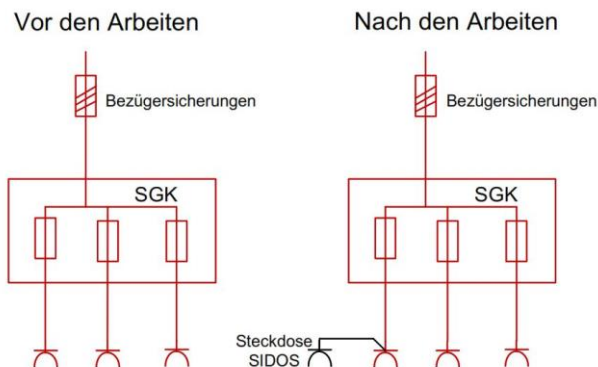 Vor den Arbeiten
Nach den Arbeiten
Bezügersicherungen
Bezügersicherungen
SGK
SGK
Steckdose
SIDOS